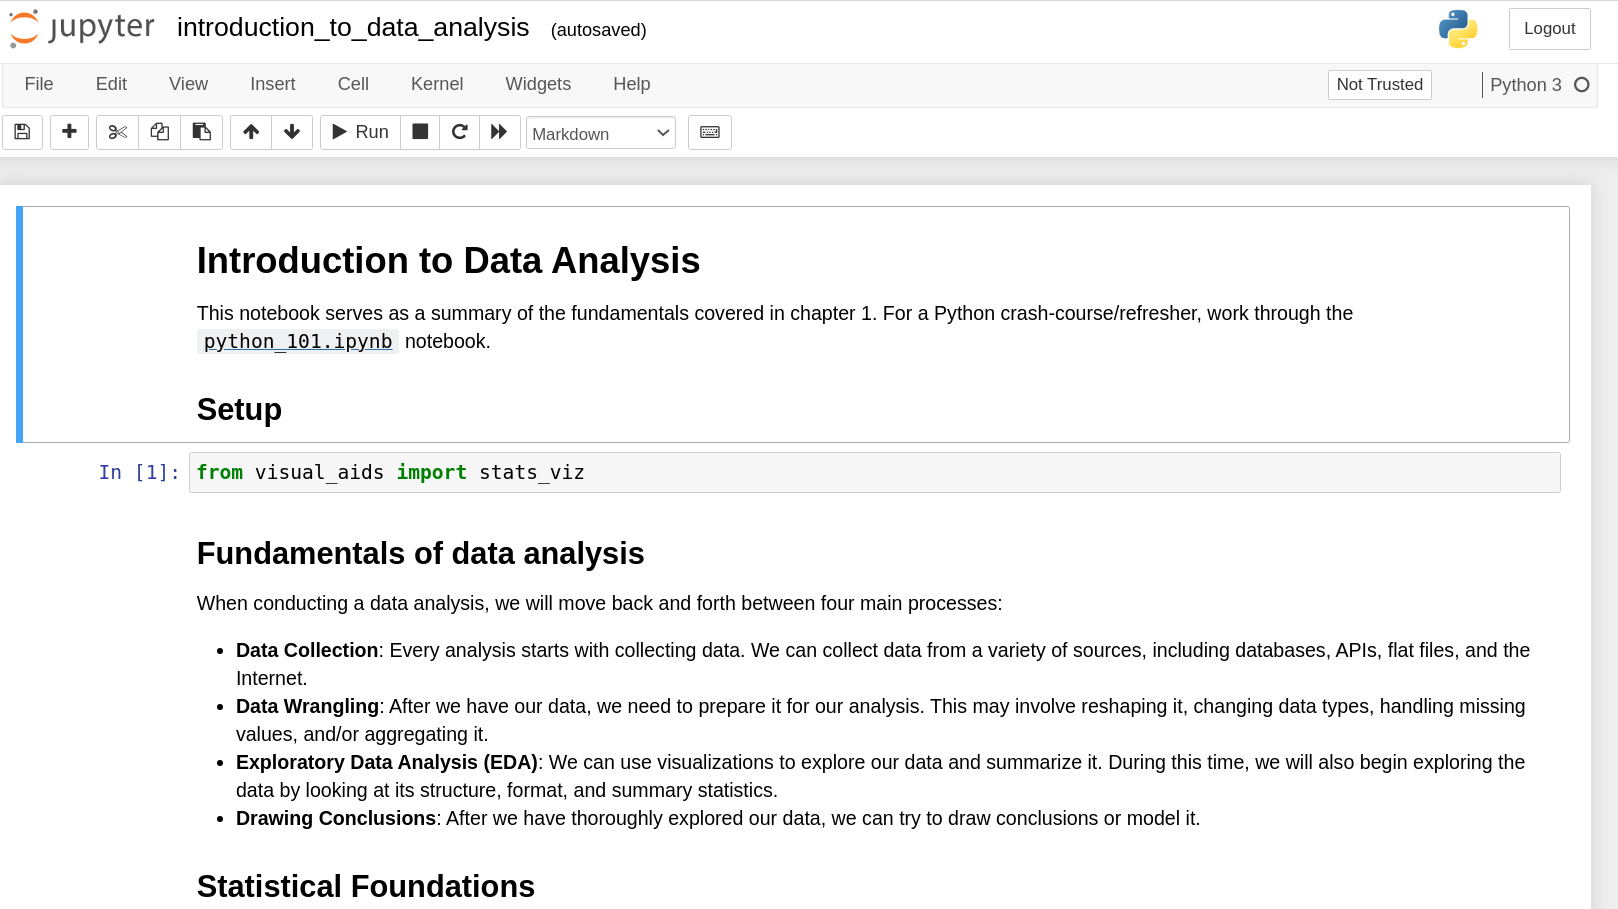 jupyter introduction_to_data_analysis (autosaved) Logout
File Edit View Insert Cell Kernel Widgets Help Not Trusted Python 3
Run Markdown
Introduction to Data Analysis
This notebook serves as a summary of the fundamentals covered in chapter 1. For a Python crash-course/refresher, work through the
python_101.ipynb notebook.
Setup
In [1]: from visual_aids import stats_viz
Fundamentals of data analysis
When conducting a data analysis, we will move back and forth between four main processes:
• Data Collection: Every analysis starts with collecting data. We can collect data from a variety of sources, including databases, APIs, flat files, and the
Internet.
• Data Wrangling: After we have our data, we need to prepare it for our analysis. This may involve reshaping it, changing data types, handling missing
values, and/or aggregating it.
• Exploratory Data Analysis (EDA): We can use visualizations to explore our data and summarize it. During this time, we will also begin exploring the
data by looking at its structure, format, and summary statistics.
• Drawing Conclusions: After we have thoroughly explored our data, we can try to draw conclusions or model it.
Statistical Foundations